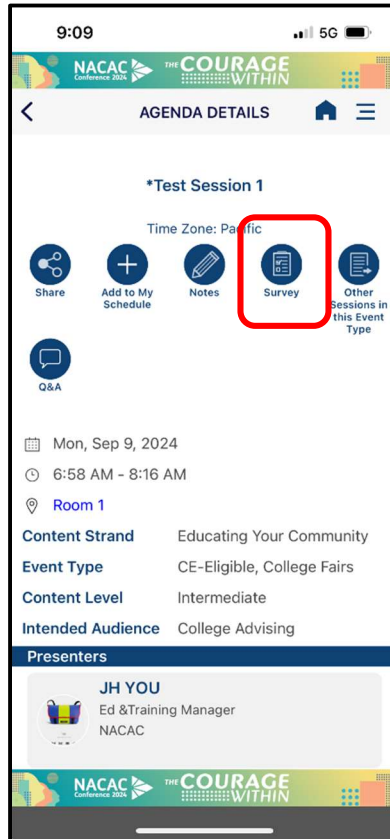 9:09
5G
NACAC
Conference 2024
THE COURAGE
WITHIN
AGENDA DETAILS
*Test Session 1
Time Zone: Pacific
Share
Add to My
Schedule
Notes
Survey
Other
Sessions in
this Event
Type
Q&A
Mon, Sep 9, 2024
6:58 AM - 8:16 AM
Room 1
Content Strand Educating Your Community
Event Type CE-Eligible, College Fairs
Content Level Intermediate
Intended Audience College Advising
Presenters
JH YOU
Ed &Training Manager
NACAC
NACAC
Conference 2024
THE COURAGE
WITHIN